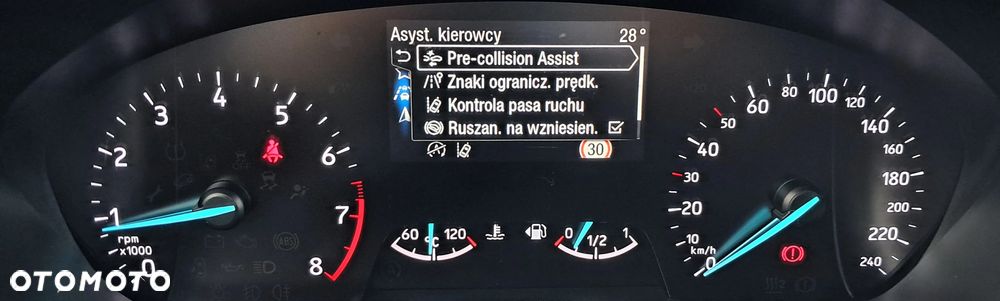 Asyst. kierowcy 28°
Pre-collision Assist
Znaki ogranicz. prędk.
Kontrola pasa ruchu
Ruszan. na wzniesien.
30
0 1 2 3 4 5 6 7 8
rpm
x1000
60 °C 120
0 1/2 1
0 10 20 30 40 50 60 80 100 120 140 160 180 200 220 240
km/h
ABS
OTOMOTO